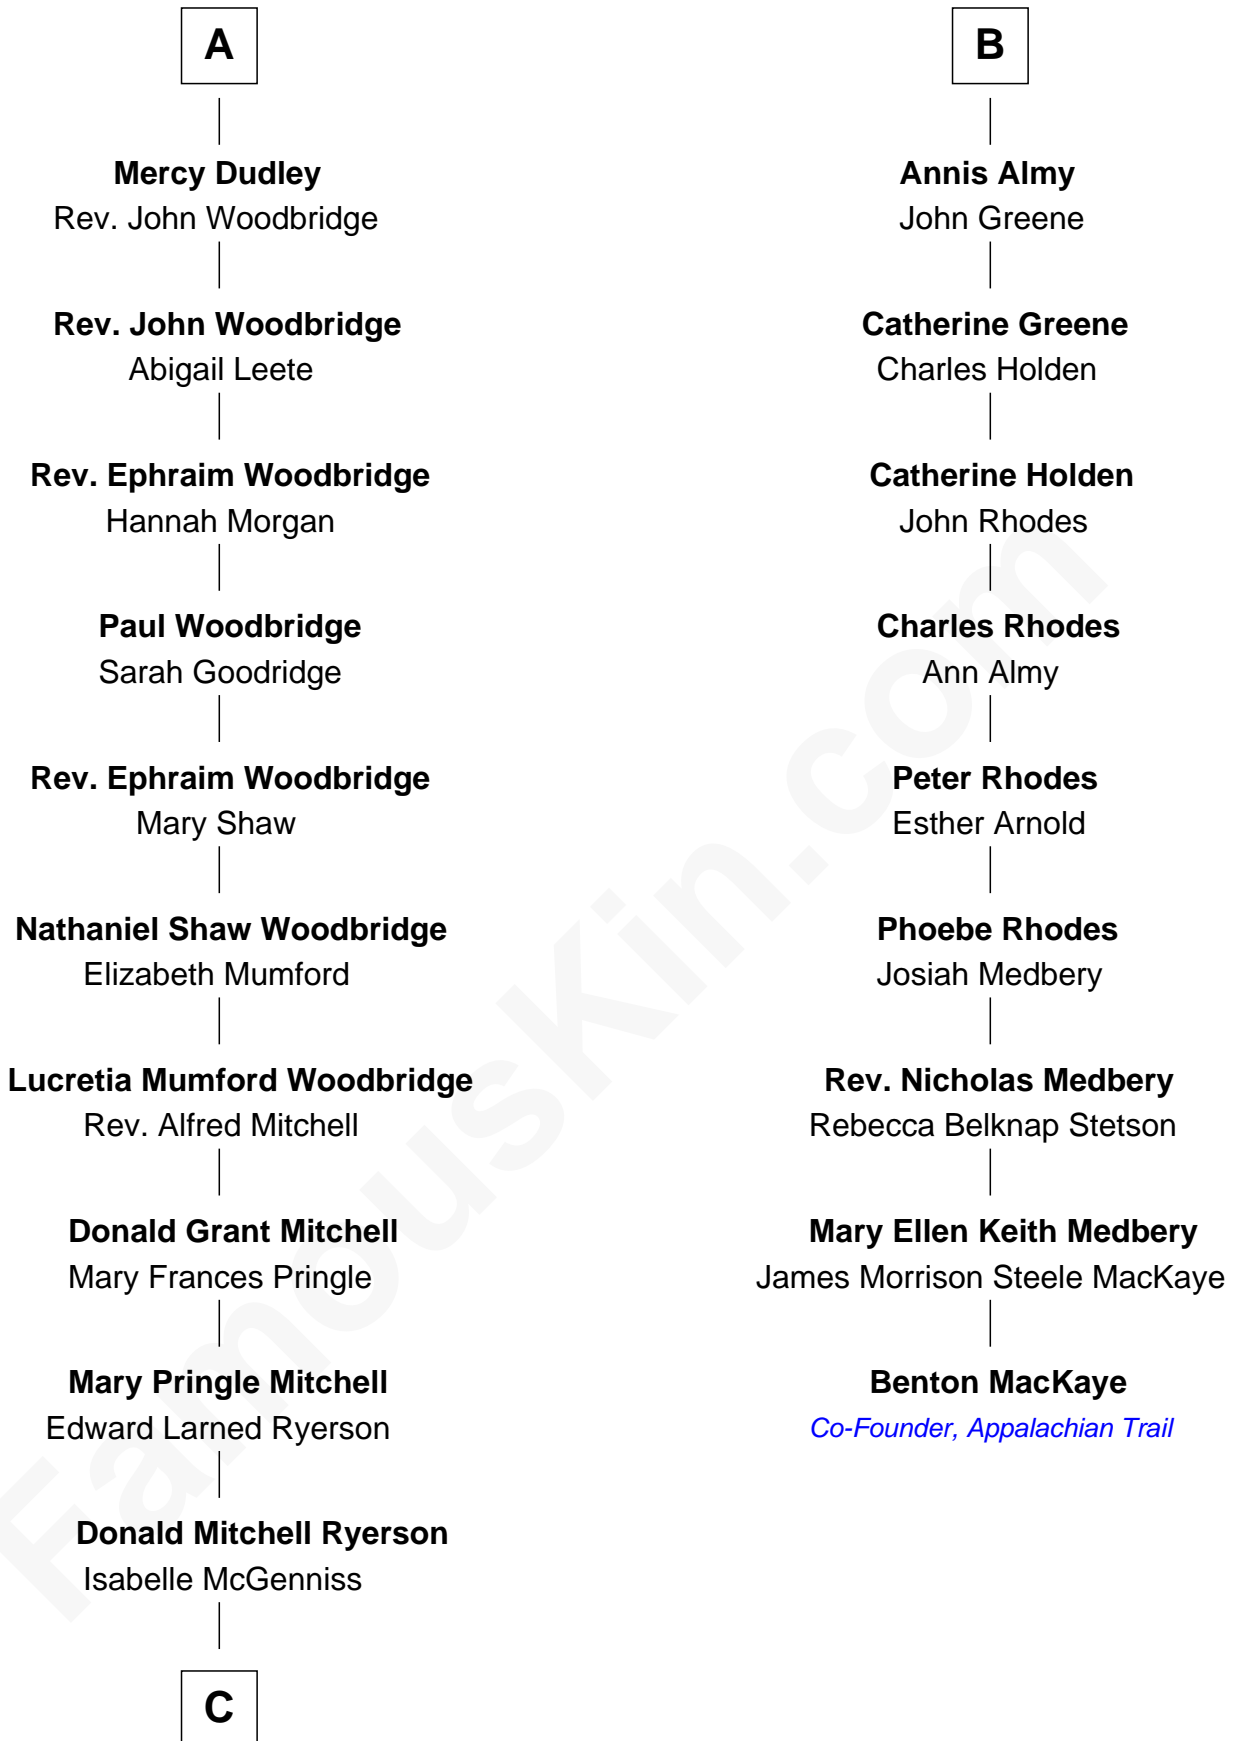 A
Mercy Dudley
Rev. John Woodbridge
Rev. John Woodbridge
Abigail Leete
Rev. Ephraim Woodbridge
Hannah Morgan
Paul Woodbridge
Sarah Goodridge
Rev. Ephraim Woodbridge
Mary Shaw
Nathaniel Shaw Woodbridge
Elizabeth Mumford
Lucretia Mumford Woodbridge
Rev. Alfred Mitchell
Donald Grant Mitchell
Mary Frances Pringle
Mary Pringle Mitchell
Edward Larned Ryerson
Donald Mitchell Ryerson
Isabelle McGenniss
C
B
Annis Almy
John Greene
Catherine Greene
Charles Holden
Catherine Holden
John Rhodes
Charles Rhodes
Ann Almy
Peter Rhodes
Esther Arnold
Phoebe Rhodes
Josiah Medbery
Rev. Nicholas Medbery
Rebecca Belknap Stetson
Mary Ellen Keith Medbery
James Morrison Steele MacKaye
Benton MacKaye
Co-Founder, Appalachian Trail
FamousKin.com